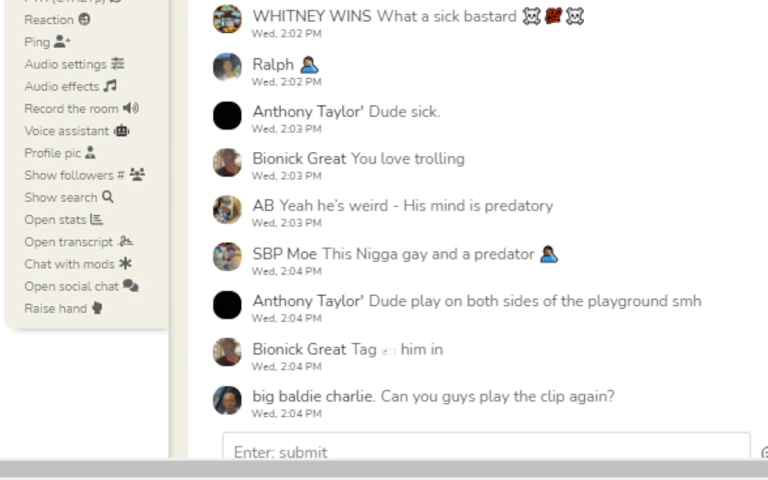 Reaction
Ping
Audio settings
Audio effects
Record the room
Voice assistant
Profile pic
Show followers #
Show search
Open stats
Open transcript
Chat with mods
Open social chat
Raise hand
WHITNEY WINS What a sick bastard ☠️💯☠️
Wed, 2:02 PM
Ralph 🤦🏾‍♂️
Wed, 2:02 PM
Anthony Taylor' Dude sick.
Wed, 2:03 PM
Bionick Great You love trolling
Wed, 2:03 PM
AB Yeah he's weird - His mind is predatory
Wed, 2:03 PM
SBP Moe This Nigga gay and a predator 🤦🏾‍♂️
Wed, 2:04 PM
Anthony Taylor' Dude play on both sides of the playground smh
Wed, 2:04 PM
Bionick Great Tag him in
Wed, 2:04 PM
big baldie charlie. Can you guys play the clip again?
Wed, 2:04 PM
Enter: submit